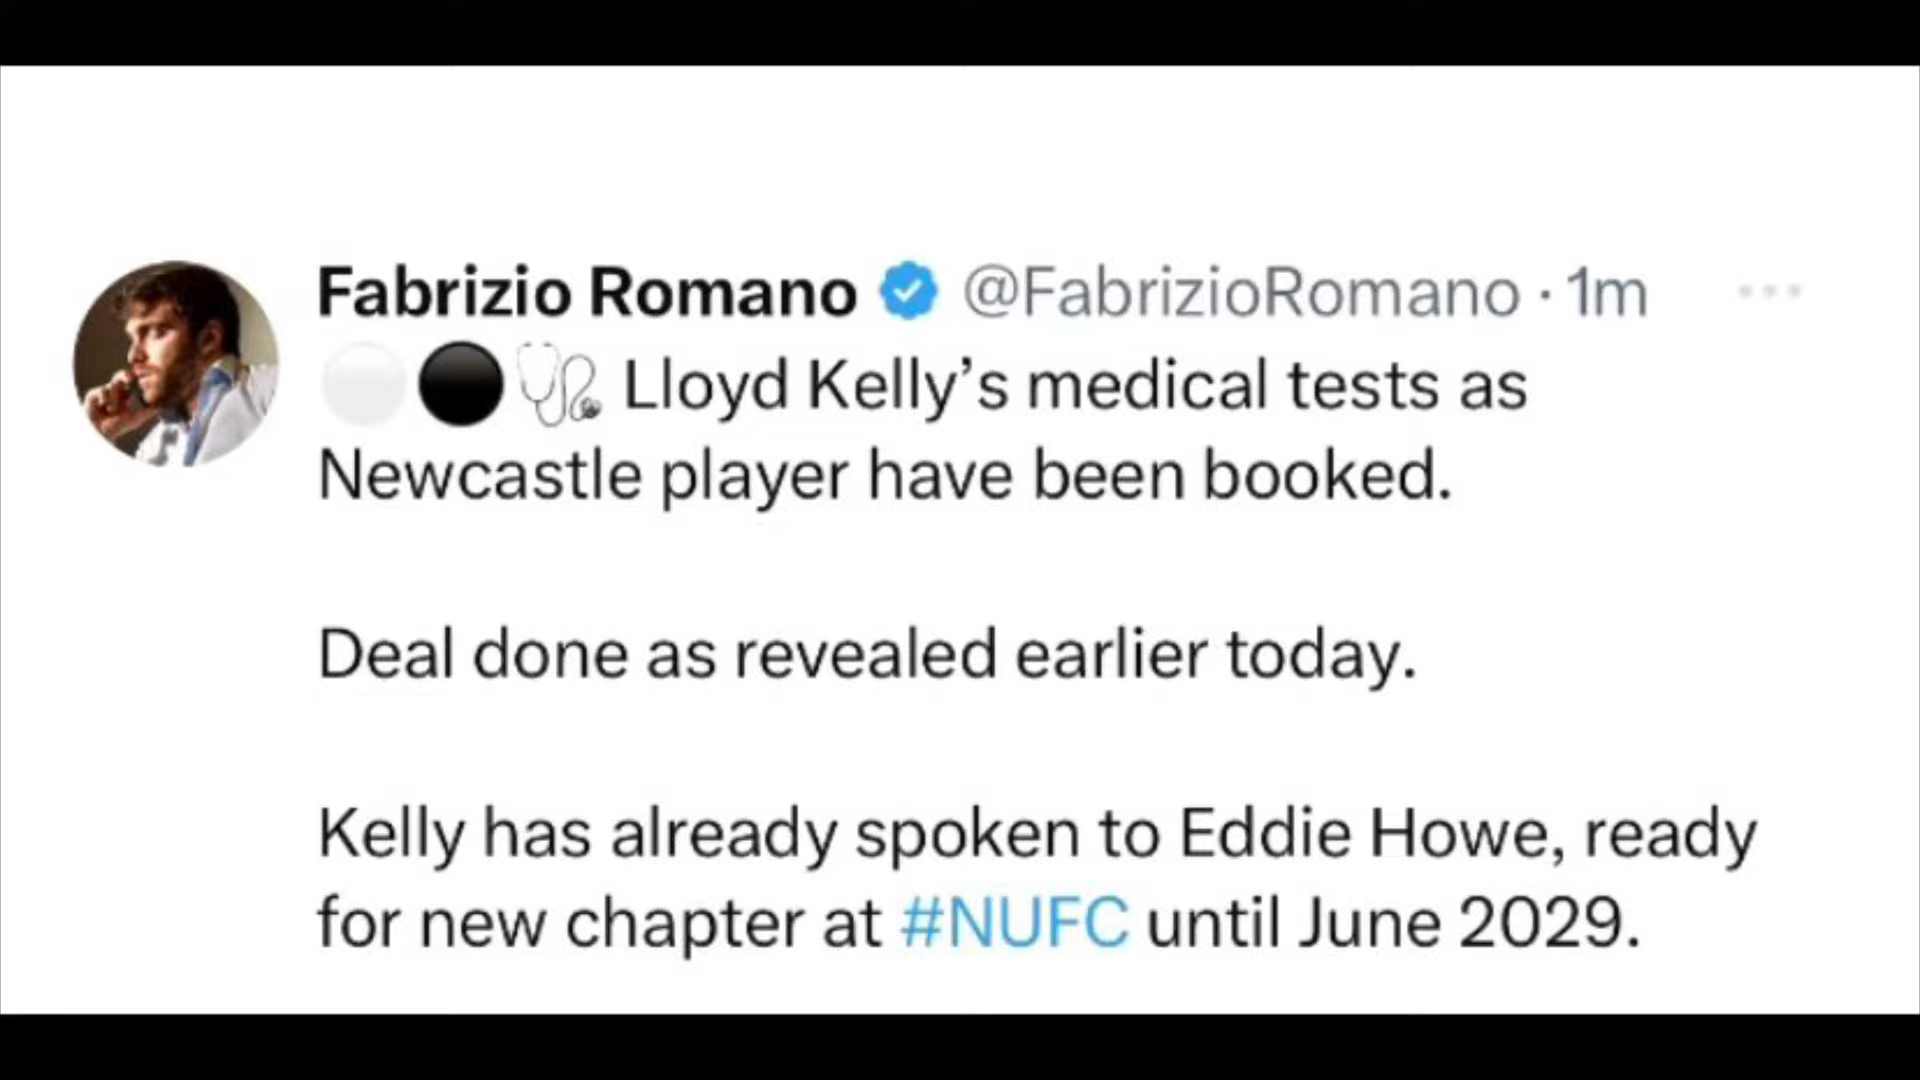 Fabrizio Romano @FabrizioRomano · 1m
⚪️⚫️🩺 Lloyd Kelly’s medical tests as
Newcastle player have been booked.
Deal done as revealed earlier today.
Kelly has already spoken to Eddie Howe, ready
for new chapter at #NUFC until June 2029.